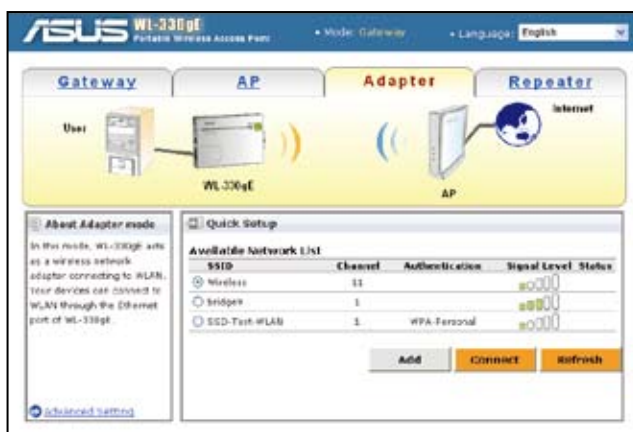 ASUS WL-330gE
Portable Wireless Access Point
• Mode: Gateway
• Language: English
Gateway
AP
Adapter
Repeater
User
WL-330gE
AP
Internet
About Adapter mode
In this mode, WL-330gE acts
as a wireless network
adapter connecting to WLAN.
Your devices can connect to
WLAN through the Ethernet
port of WL-330gE.
Advanced Setting
Quick Setup
Available Network List
SSID Channel Authentication Signal Level Status
Wireless 11
1
SSD-Test-WLAN 1 WPA-Personal
Add Connect Refresh